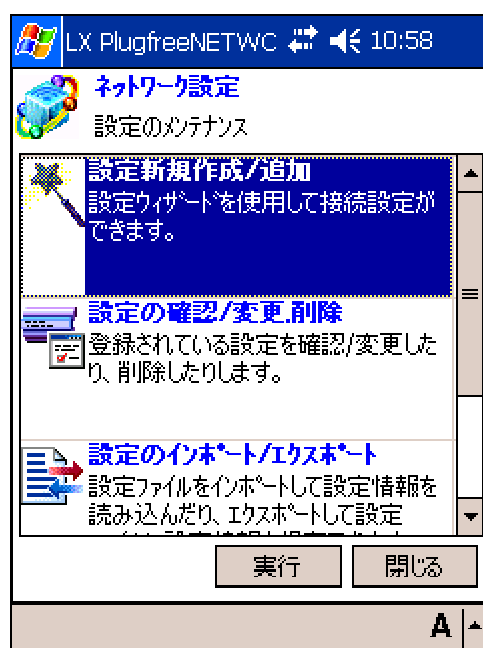 LX PlugfreeNETWC 10:58
ネットワーク設定
設定のメンテナンス
設定新規作成/追加
設定ウィザードを使用して接続設定が
できます。
設定の確認/変更.削除
登録されている設定を確認/変更した
り、削除したりします。
設定のインポート/エクスポート
設定ファイルをインポートして設定情報を
読み込んだり、エクスポートして設定
実行 閉じる
A